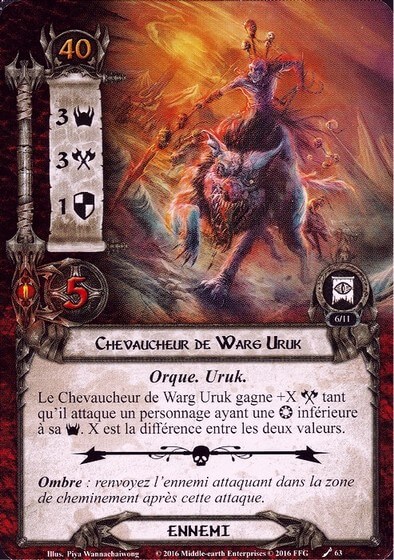 40
3
3
1
5
6/11
Chevaucheur de Warg Uruk
Orque. Uruk.
Le Chevaucheur de Warg Uruk gagne +X tant
qu'il attaque un personnage ayant une inférieure
à sa . X est la différence entre les deux valeurs.
Ombre : renvoyez l'ennemi attaquant dans la zone
de cheminement après cette attaque.
ENNEMI
Illus. Piya Wannachaiwong © 2016 Middle-earth Enterprises © 2016 FFG 63